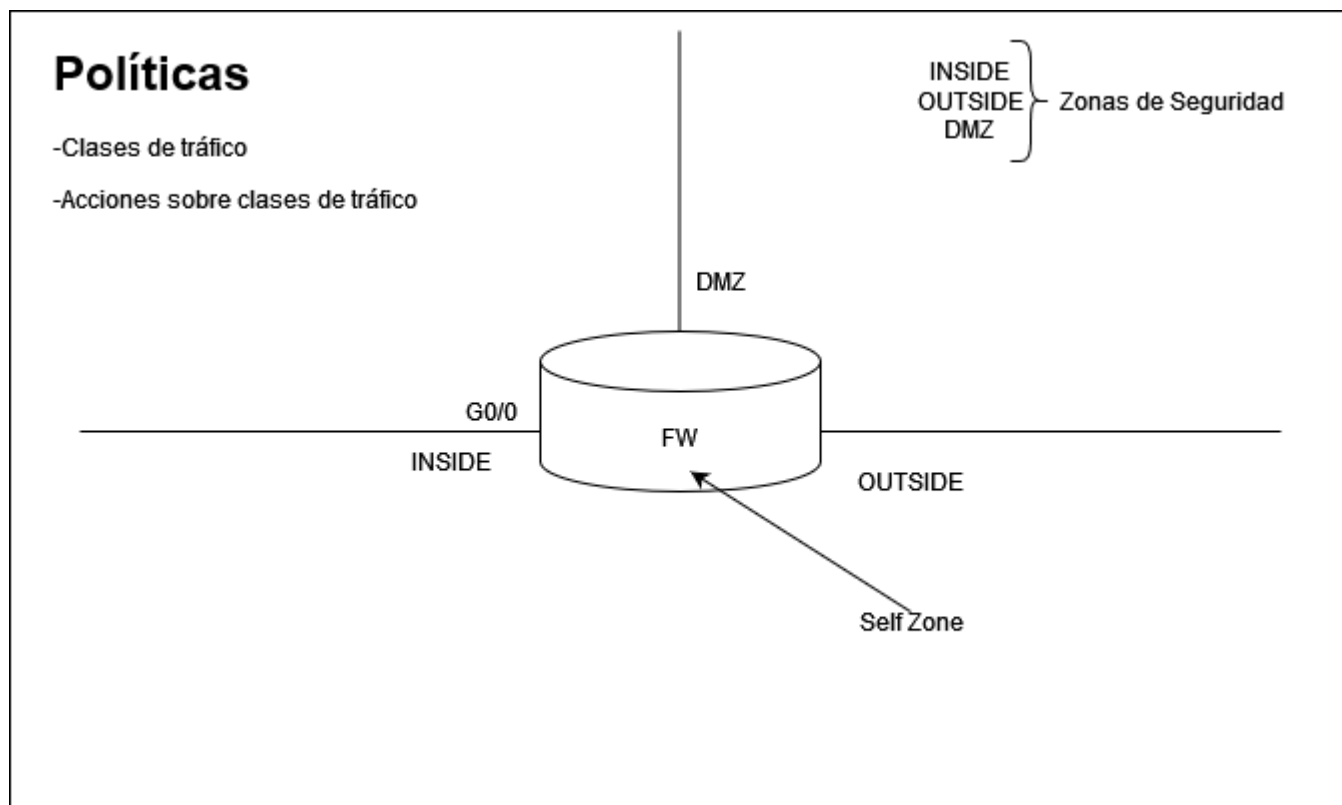 Políticas
-Clases de tráfico
-Acciones sobre clases de tráfico
INSIDE
OUTSIDE
DMZ
Zonas de Seguridad
DMZ
G0/0
INSIDE
FW
OUTSIDE
Self Zone